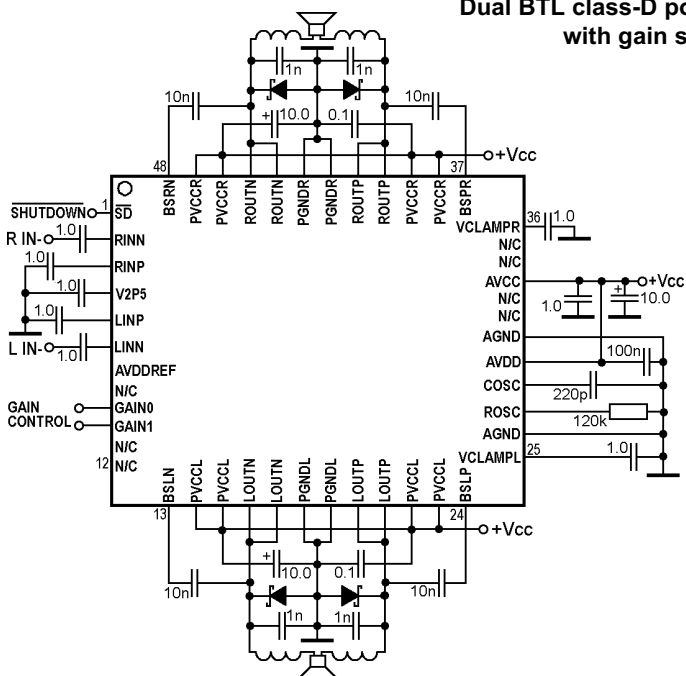 Dual BTL class-D po
with gain s
1n 1n
10n 10n
+ 10.0 0.1
48 37 +Vcc
BSRN PVCCR PVCCR ROUTN ROUTN PGNDR PGNDR ROUTP ROUTP PVCCR PVCCR BSPR
SHUTDOWN 1 SD
R IN- 1.0 RINN
1.0 RINP
1.0 V2P5
1.0 LINP
L IN- 1.0 LINN
AVDDREF
N/C
GAIN CONTROL
GAIN0
GAIN1
N/C
12 N/C
VCLAMPR 36 1.0
N/C
N/C
AVCC +Vcc
N/C 1.0 + 10.0
N/C
AGND
AVDD 100n
COSC 220p
ROSC 120k
AGND
VCLAMPL 25 1.0
BSLN PVCCL PVCCL LOUTN LOUTN PGNDL PGNDL LOUTP LOUTP PVCCL PVCCL BSLP
13 24 +Vcc
+ 10.0 0.1
10n 10n
1n 1n